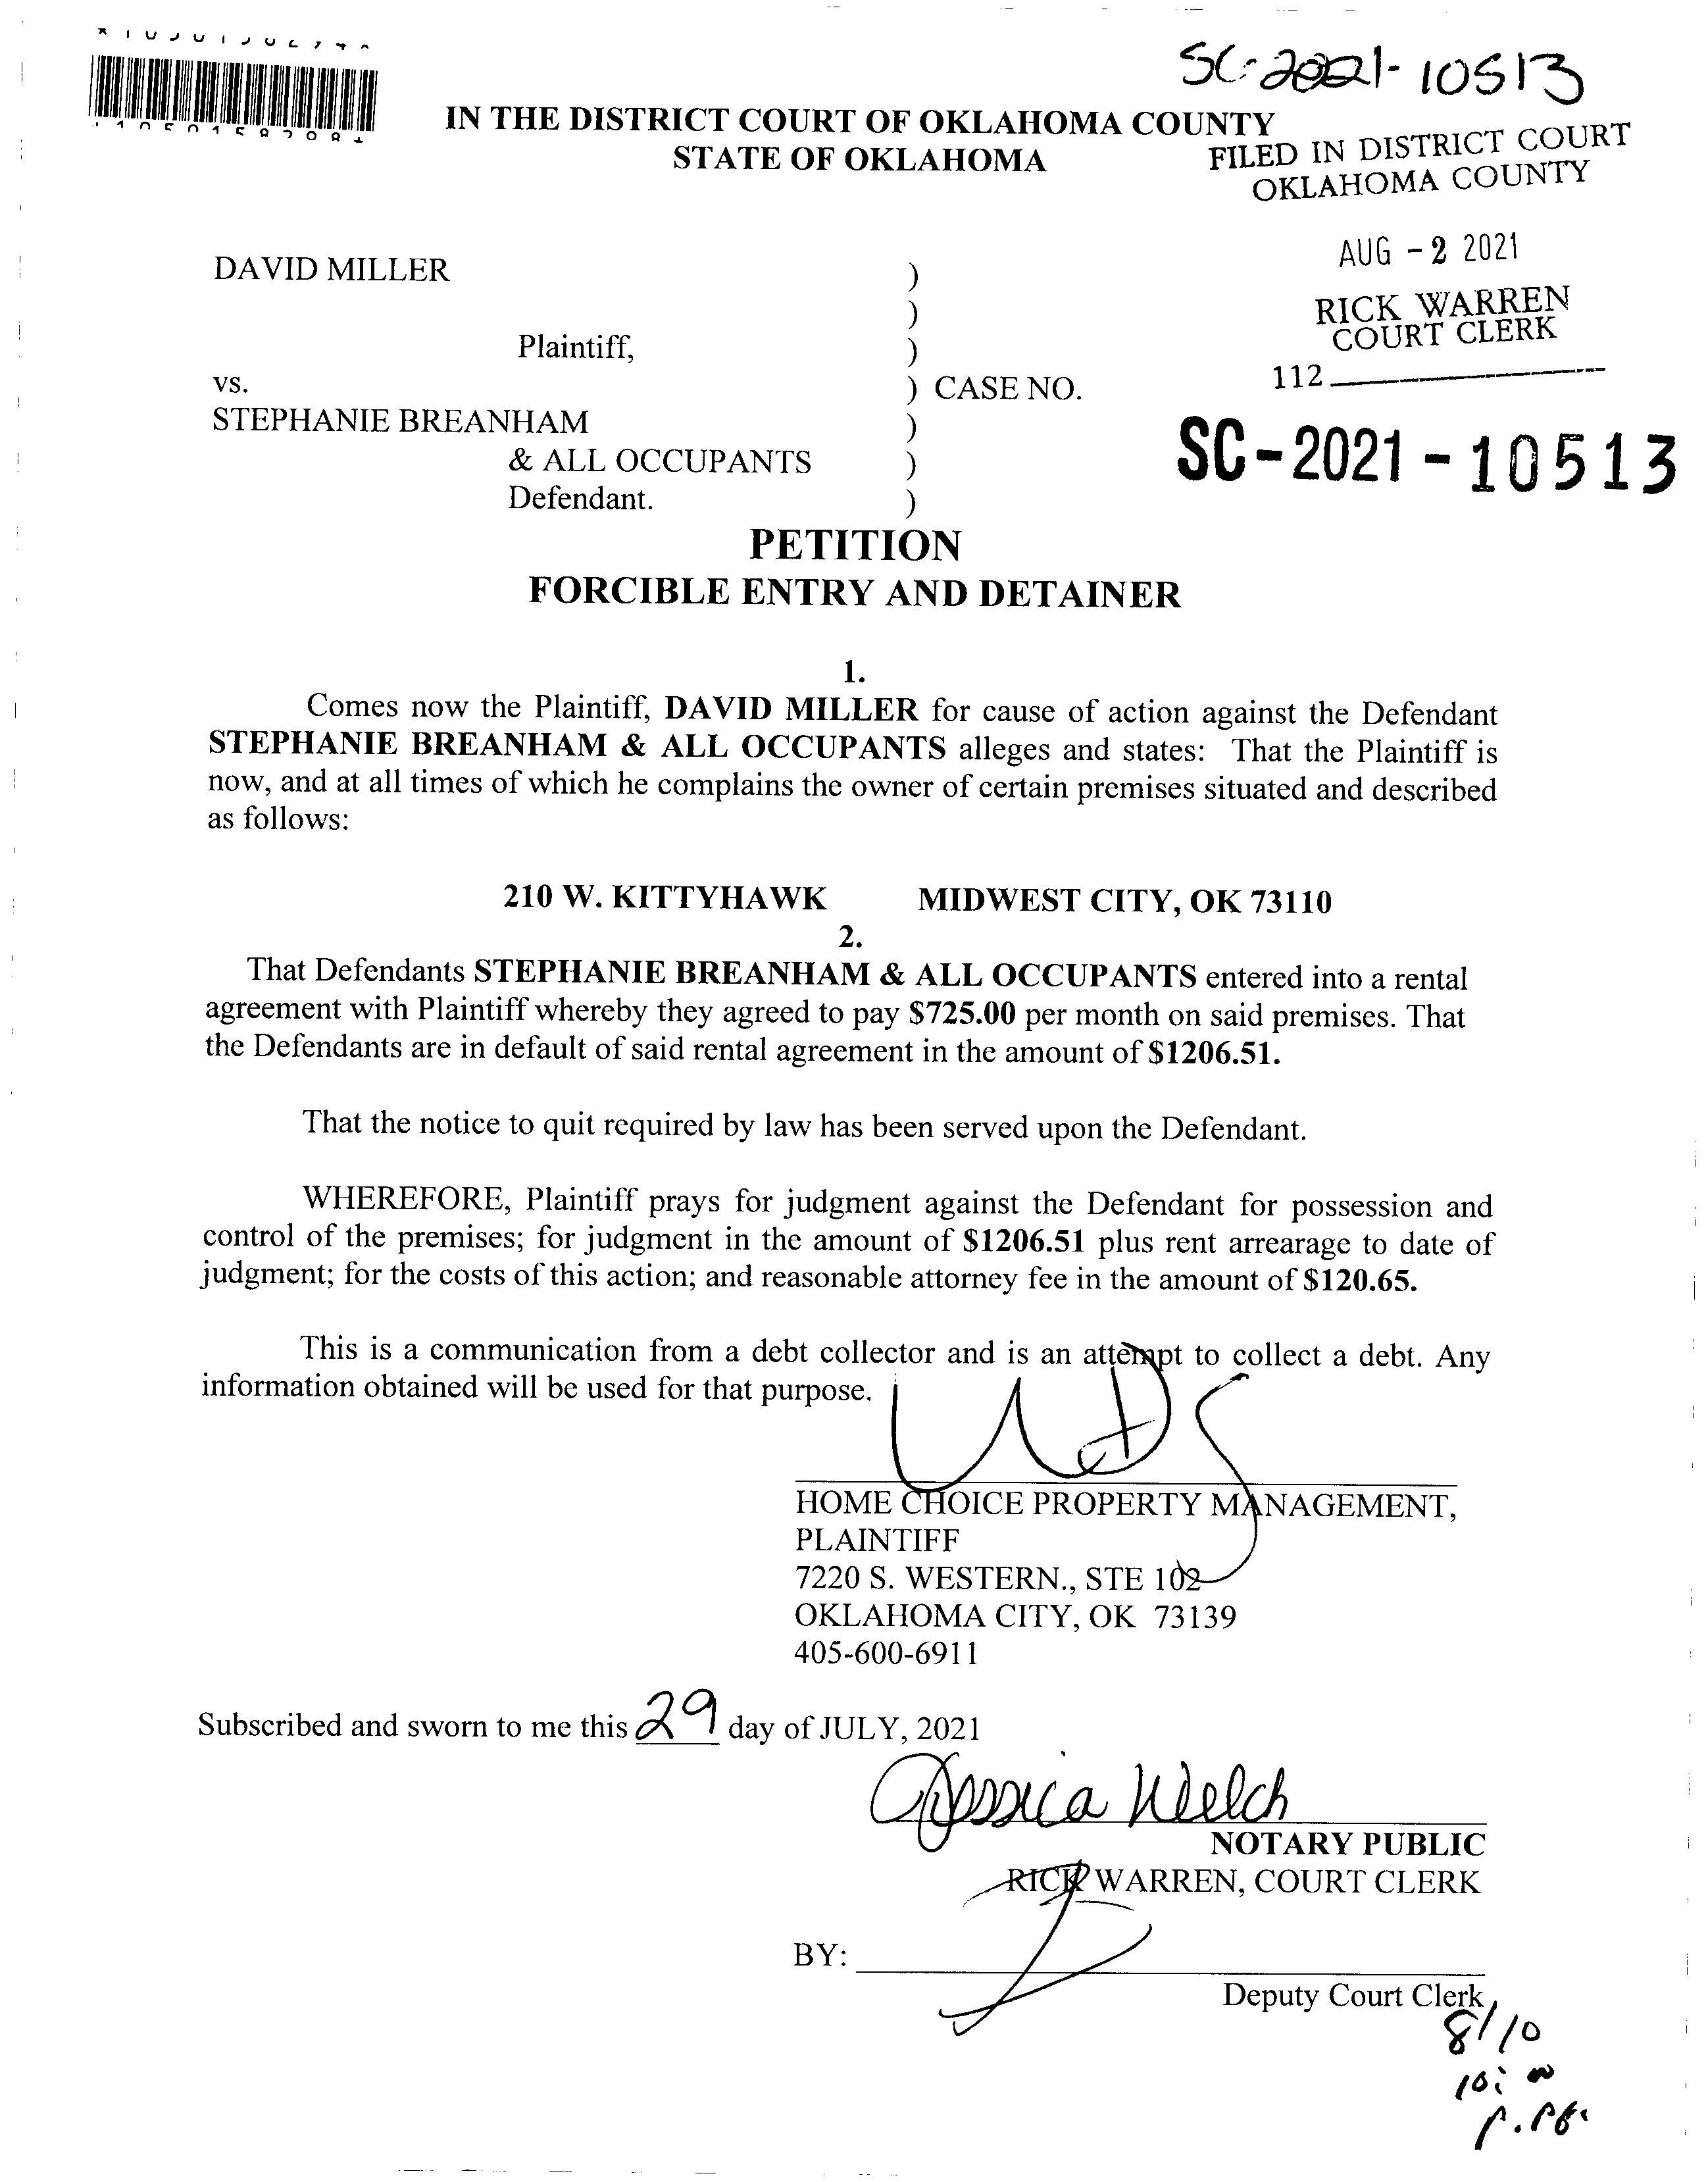 SC-2021-10513
IN THE DISTRICT COURT OF OKLAHOMA COUNTY
STATE OF OKLAHOMA
FILED IN DISTRICT COURT
OKLAHOMA COUNTY
AUG - 2 2021
RICK WARREN
COURT CLERK
112
DAVID MILLER )
)
Plaintiff, )
vs. ) CASE NO.
STEPHANIE BREANHAM )
& ALL OCCUPANTS )
Defendant. )
SC-2021-10513
PETITION
FORCIBLE ENTRY AND DETAINER
1.
Comes now the Plaintiff, DAVID MILLER for cause of action against the Defendant
STEPHANIE BREANHAM & ALL OCCUPANTS alleges and states: That the Plaintiff is
now, and at all times of which he complains the owner of certain premises situated and described
as follows:
210 W. KITTYHAWK MIDWEST CITY, OK 73110
2.
That Defendants STEPHANIE BREANHAM & ALL OCCUPANTS entered into a rental
agreement with Plaintiff whereby they agreed to pay $725.00 per month on said premises. That
the Defendants are in default of said rental agreement in the amount of $1206.51.
That the notice to quit required by law has been served upon the Defendant.
WHEREFORE, Plaintiff prays for judgment against the Defendant for possession and
control of the premises; for judgment in the amount of $1206.51 plus rent arrearage to date of
judgment; for the costs of this action; and reasonable attorney fee in the amount of $120.65.
This is a communication from a debt collector and is an attempt to collect a debt. Any
information obtained will be used for that purpose.
HOME CHOICE PROPERTY MANAGEMENT,
PLAINTIFF
7220 S. WESTERN., STE 102
OKLAHOMA CITY, OK 73139
405-600-6911
Subscribed and sworn to me this 29 day of JULY, 2021
Jessica Welch
NOTARY PUBLIC
RICK WARREN, COURT CLERK
BY:
Deputy Court Clerk
8/10